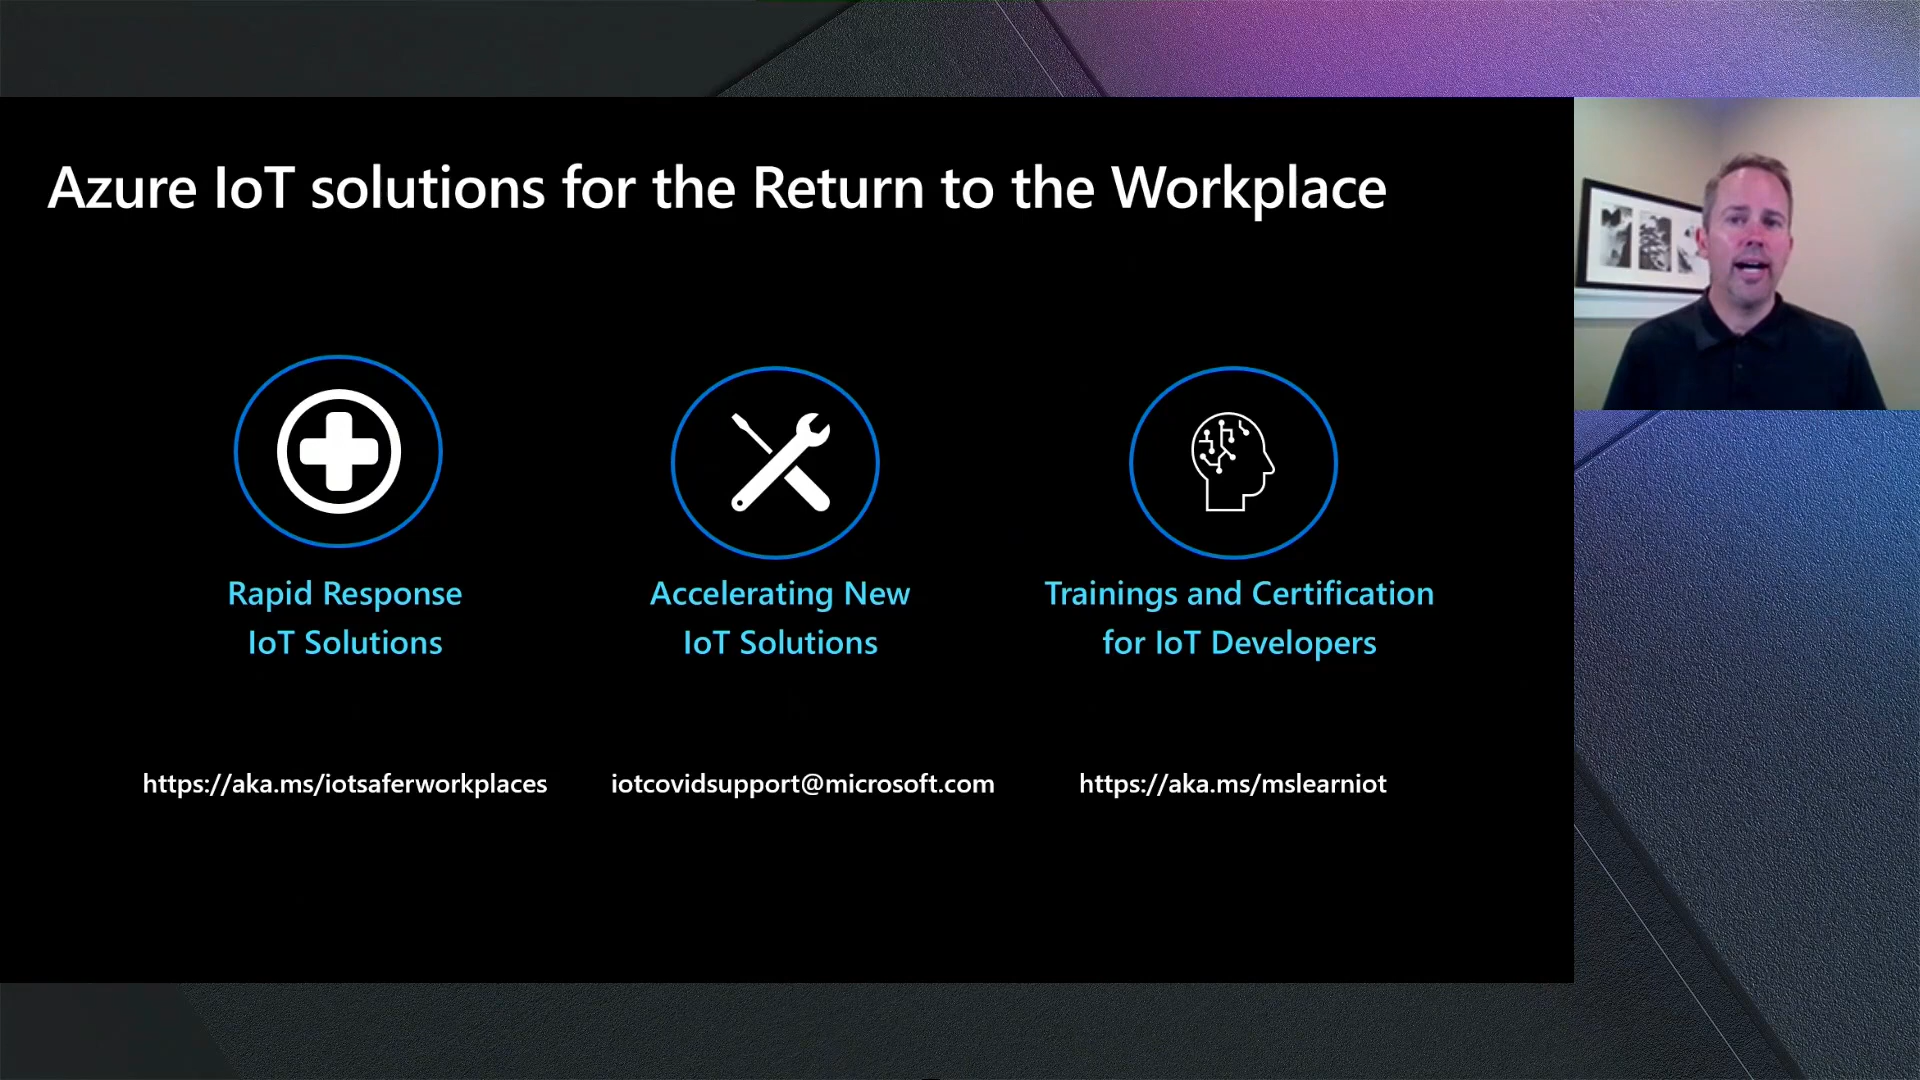 Azure IoT solutions for the Return to the Workplace
Rapid Response
IoT Solutions
Accelerating New
IoT Solutions
Trainings and Certification
for IoT Developers
https://aka.ms/iotsaferworkplaces
iotcovidsupport@microsoft.com
https://aka.ms/mslearniot